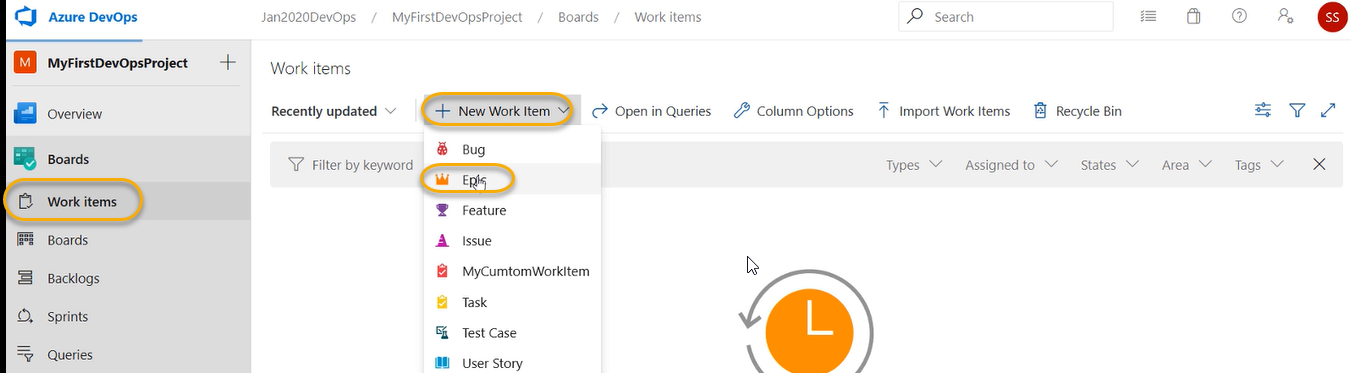 Azure DevOps
Jan2020DevOps / MyFirstDevOpsProject / Boards / Work items
Search
SS
M MyFirstDevOpsProject
Work items
Overview
Recently updated
New Work Item
Open in Queries
Column Options
Import Work Items
Recycle Bin
Boards
Work items
Boards
Backlogs
Sprints
Queries
Filter by keyword
Types
Assigned to
States
Area
Tags
Bug
Epic
Feature
Issue
MyCumtomWorkItem
Task
Test Case
User Story